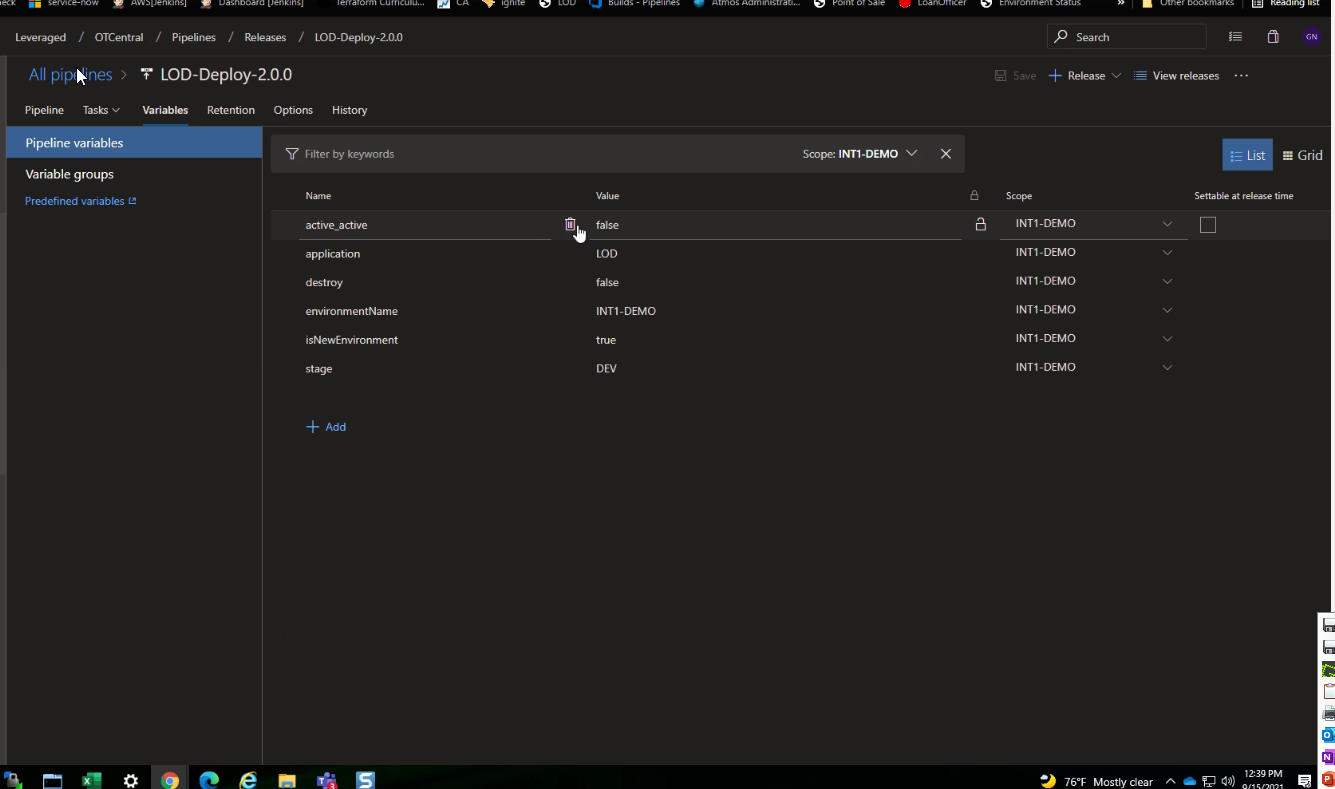 service-now AWS[Jenkins] Dashboard [Jenkins] Terraform Curriculu... CA ignite LOD Builds - Pipelines Atmos Administrati... Point of Sale LoanOfficer Environment Status » Other bookmarks Reading list
Leveraged / OTCentral / Pipelines / Releases / LOD-Deploy-2.0.0 Search GN
All pipelines > LOD-Deploy-2.0.0 Save Release View releases ...
Pipeline Tasks Variables Retention Options History
Pipeline variables
Variable groups
Predefined variables
Filter by keywords Scope: INT1-DEMO List Grid
Name Value Scope Settable at release time
active_active false INT1-DEMO
application LOD INT1-DEMO
destroy false INT1-DEMO
environmentName INT1-DEMO INT1-DEMO
isNewEnvironment true INT1-DEMO
stage DEV INT1-DEMO
+ Add
76°F Mostly clear 12:39 PM
9/15/2021